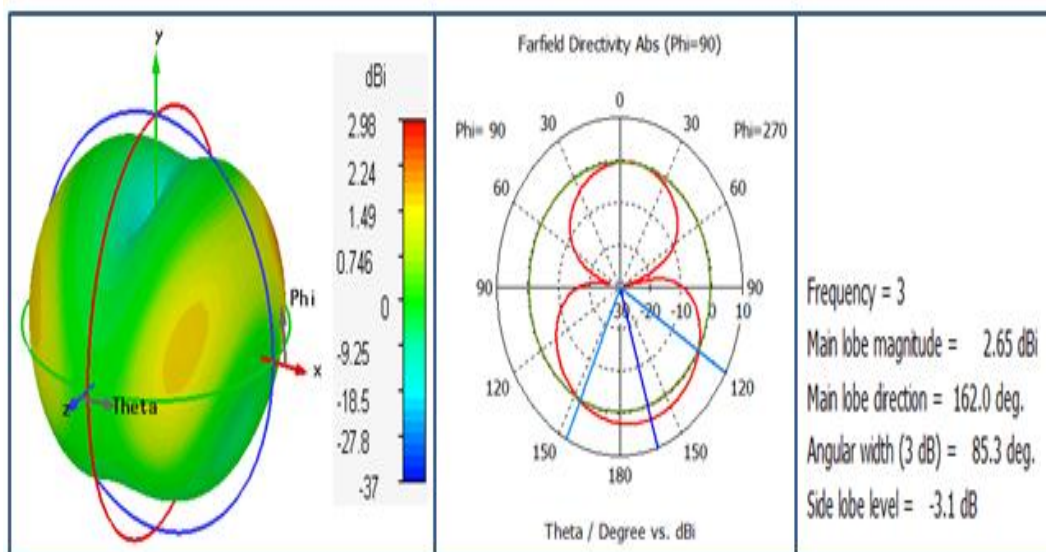 y
dBi
2.98
2.24
1.49
0.746
0
-9.25
-18.5
-27.8
-37
Phi
x
z
Theta
Farfield Directivity Abs (Phi=90)
0
Phi= 90
30
30
Phi=270
60
60
90
30
-20
-10
0
10
90
120
120
150
150
180
Theta / Degree vs. dBi
Frequency = 3
Main lobe magnitude = 2.65 dBi
Main lobe direction = 162.0 deg.
Angular width (3 dB) = 85.3 deg.
Side lobe level = -3.1 dB